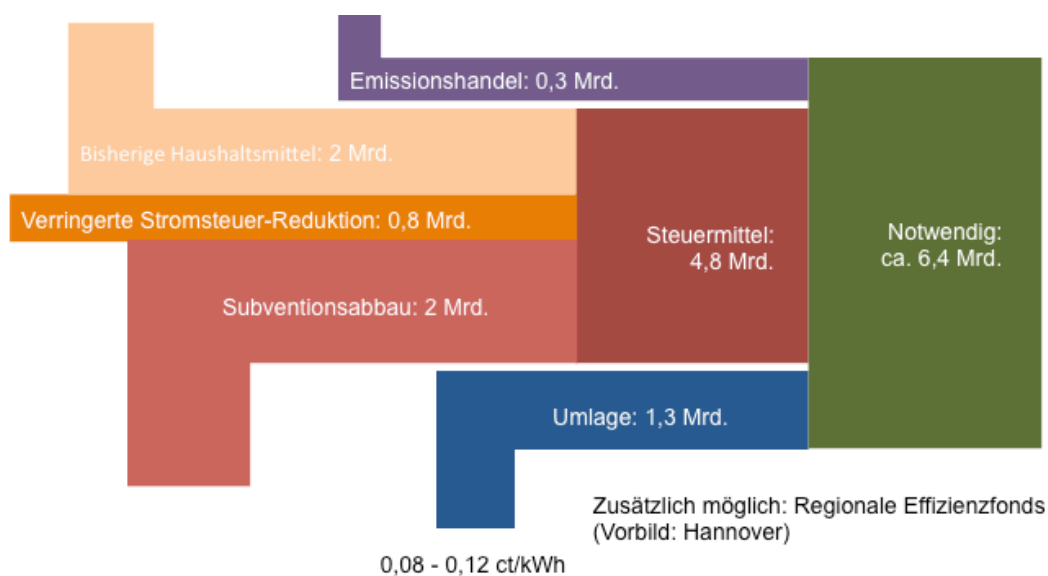 Emissionshandel: 0,3 Mrd.
Bisherige Haushaltsmittel: 2 Mrd.
Verringerte Stromsteuer-Reduktion: 0,8 Mrd.
Subventionsabbau: 2 Mrd.
Steuermittel:
4,8 Mrd.
Notwendig:
ca. 6,4 Mrd.
Umlage: 1,3 Mrd.
Zusätzlich möglich: Regionale Effizienzfonds
(Vorbild: Hannover)
0,08 - 0,12 ct/kWh